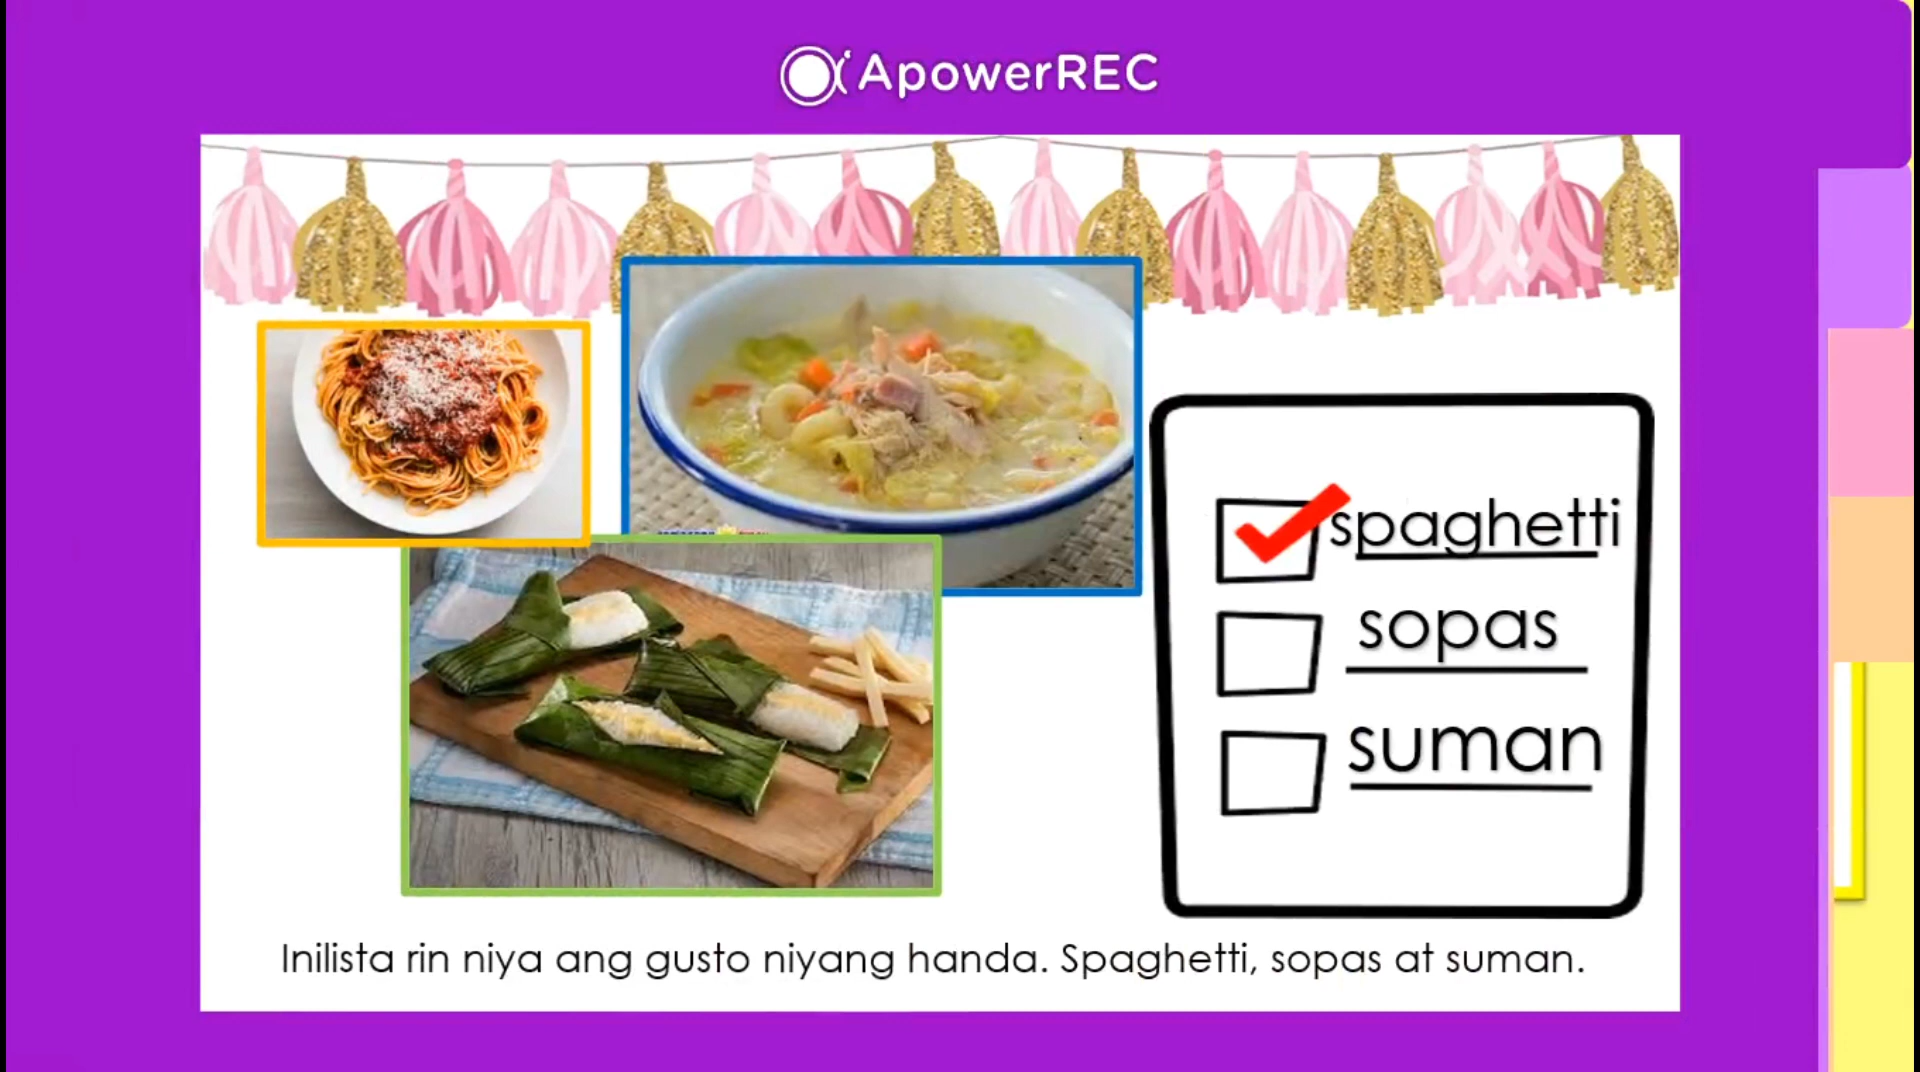 ApowerREC
spaghetti
sopas
suman
Inilista rin niya ang gusto niyang handa. Spaghetti, sopas at suman.